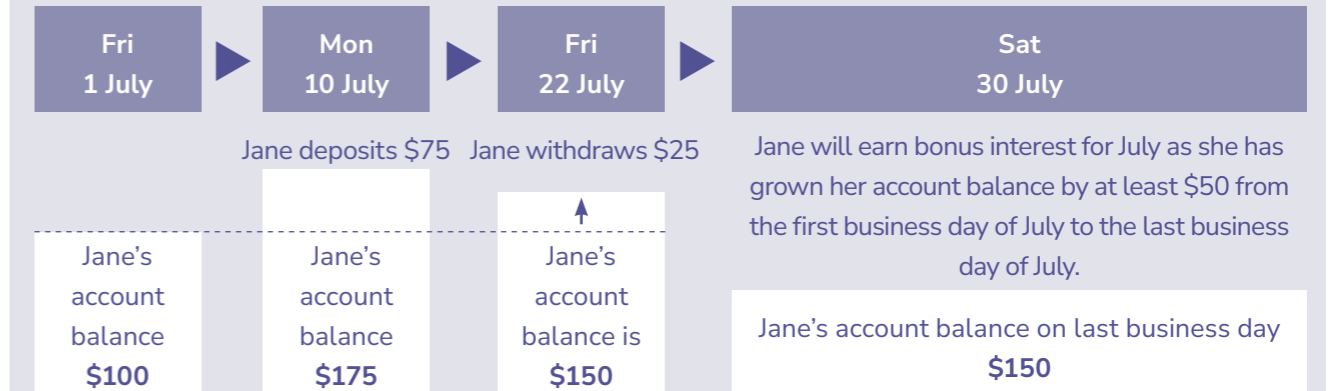 Fri
1 July
Mon
10 July
Fri
22 July
Sat
30 July
Jane deposits $75
Jane withdraws $25
Jane will earn bonus interest for July as she has
grown her account balance by at least $50 from
the first business day of July to the last business
day of July.
Jane’s
account
balance
$100
Jane’s
account
balance
$175
Jane’s
account
balance is
$150
Jane’s account balance on last business day
$150